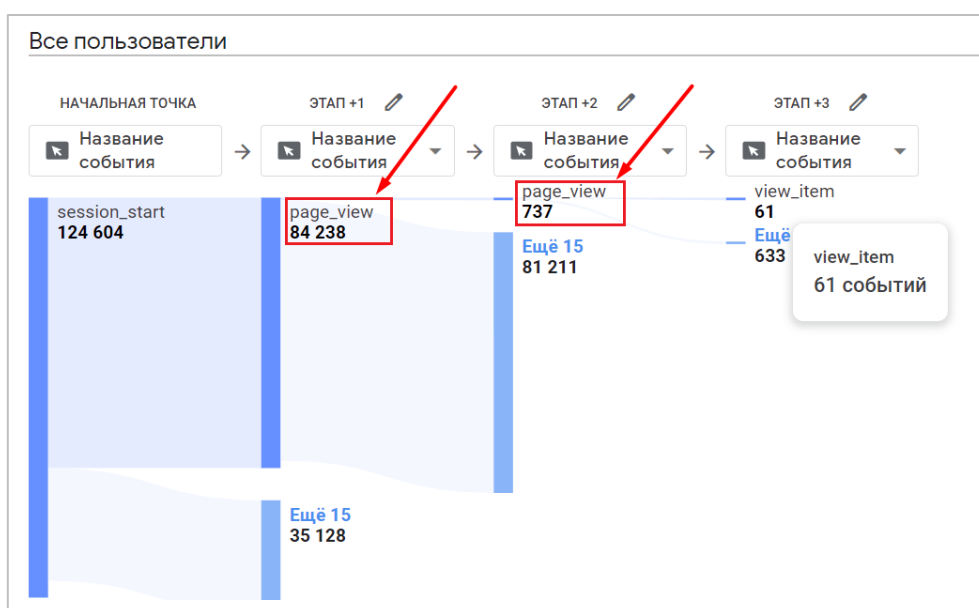 Все пользователи
НАЧАЛЬНАЯ ТОЧКА
ЭТАП +1
ЭТАП +2
ЭТАП +3
Название
события
Название
события
Название
события
Название
события
session_start
124 604
page_view
84 238
page_view
737
view_item
61
Ещё 15
81 211
Ещё
633
view_item
61 событий
Ещё 15
35 128